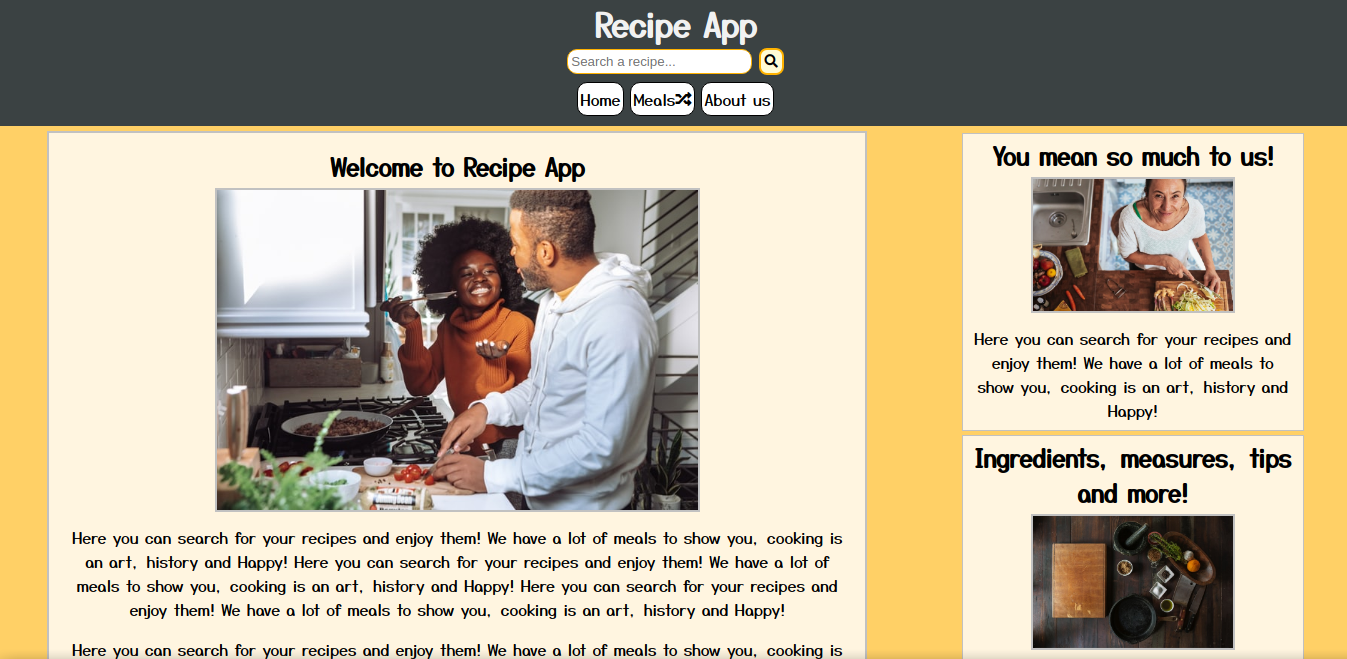 Recipe App
Search a recipe...
Home Meals About us
Welcome to Recipe App
Here you can search for your recipes and enjoy them! We have a lot of meals to show you, cooking is
an art, history and Happy! Here you can search for your recipes and enjoy them! We have a lot of
meals to show you, cooking is an art, history and Happy! Here you can search for your recipes and
enjoy them! We have a lot of meals to show you, cooking is an art, history and Happy!
Here you can search for your recipes and enjoy them! We have a lot of meals to show you, cooking is
You mean so much to us!
Here you can search for your recipes and
enjoy them! We have a lot of meals to
show you, cooking is an art, history and
Happy!
Ingredients, measures, tips
and more!